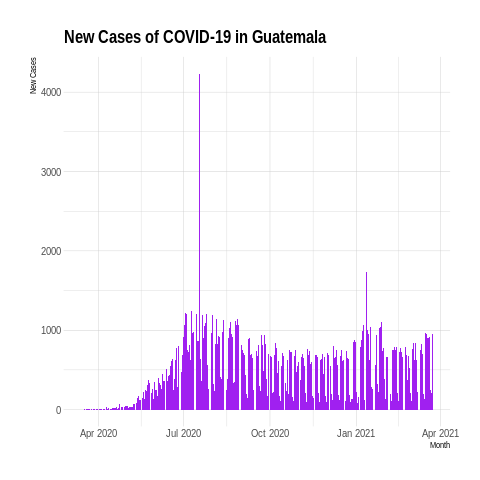 New Cases of COVID-19 in Guatemala
New Cases
4000
3000
2000
1000
0
Apr 2020 Jul 2020 Oct 2020 Jan 2021 Apr 2021
Month